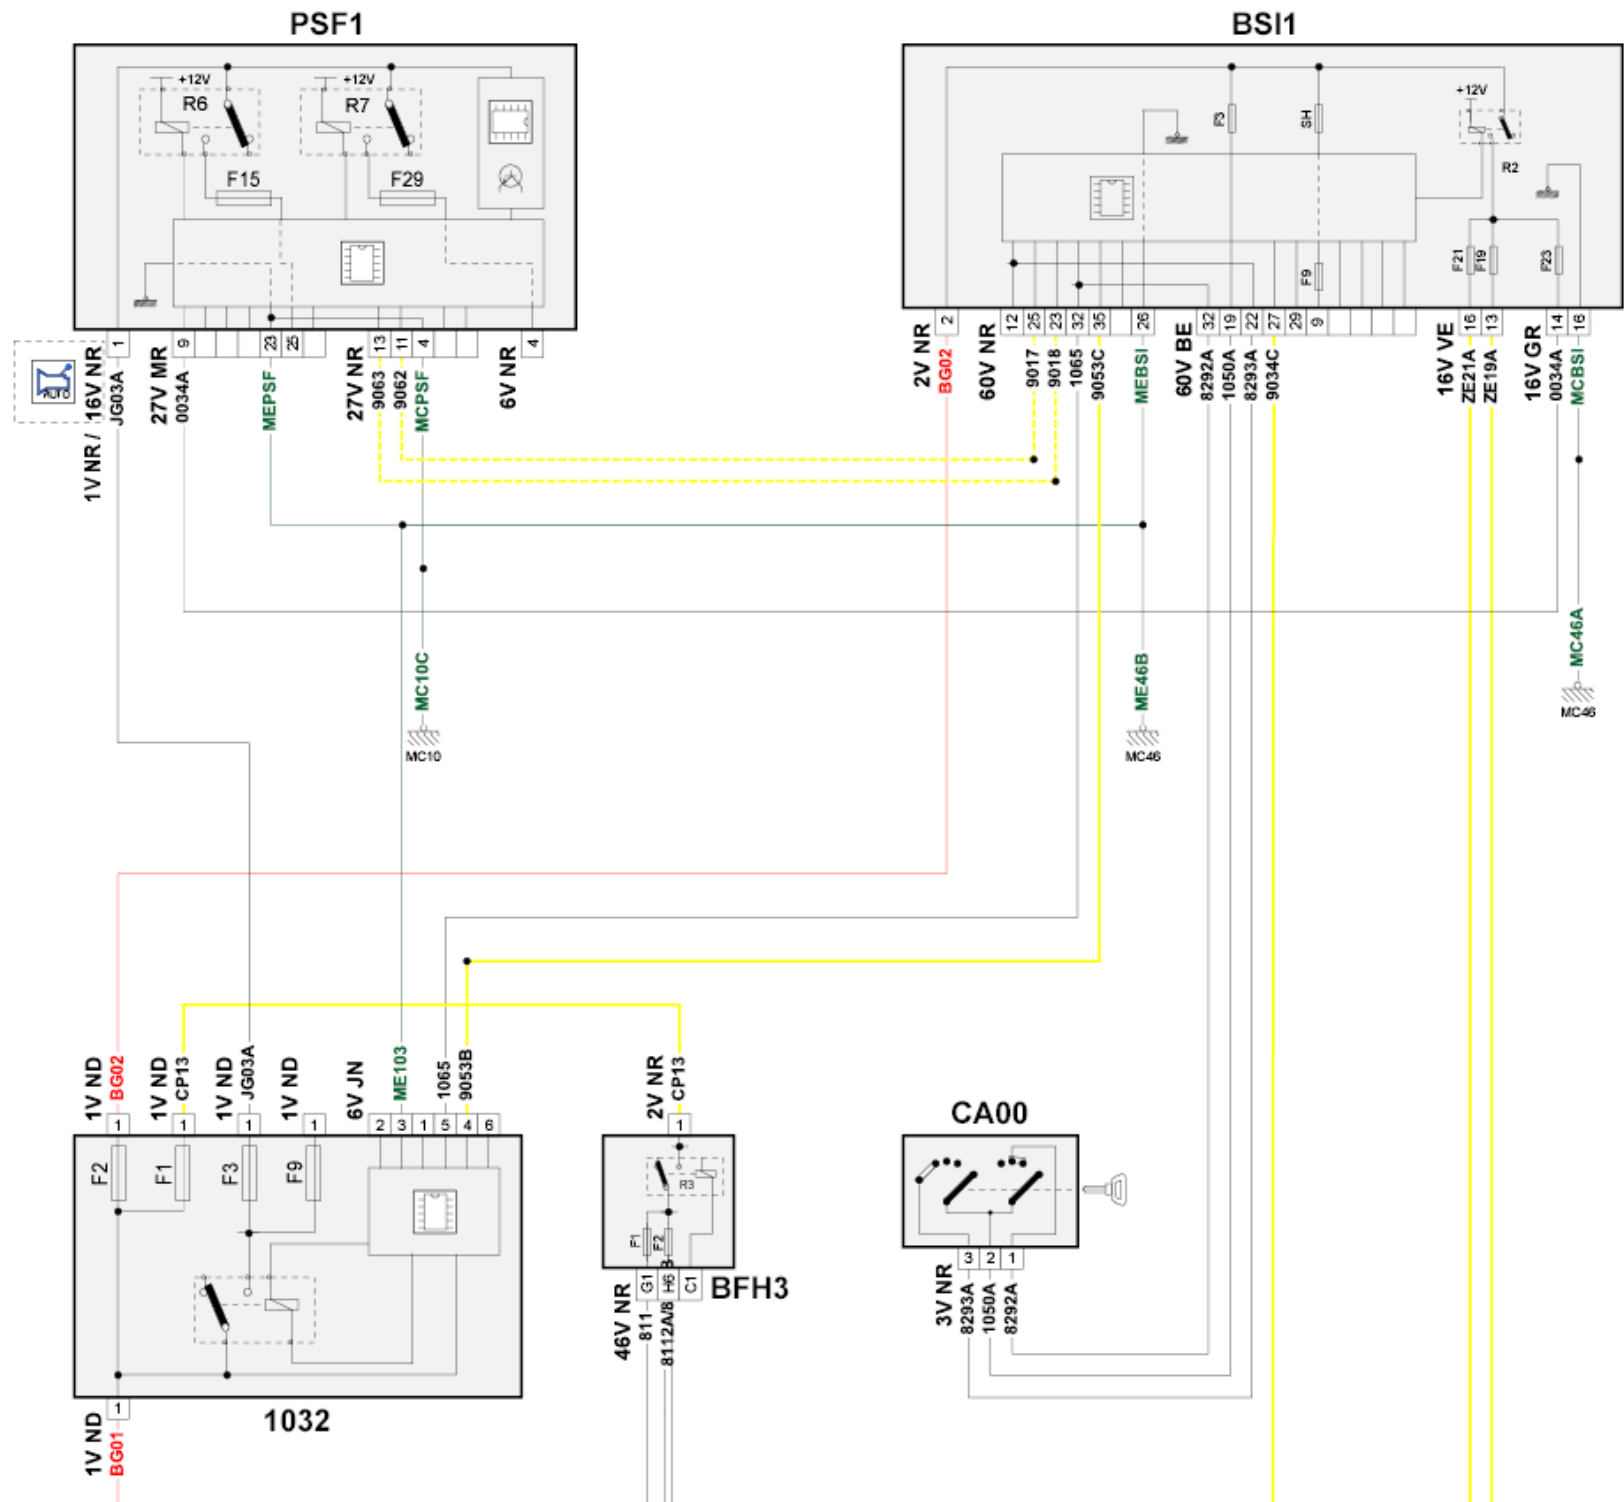 PSF1 BSI1
+12V +12V
R6 R7
F15 F29
+12V
F3 SH
R2
F9 F21 F19 F23
AUTO
1 9 23 25 13 11 4 4
1V NR / 16V NR
JG03A
27V MR
0034A
MEPSF
27V NR
9063
9062
MCPSF
6V NR
2 12 25 23 32 35 26 32 19 22 27 29 9 16 13 14 16
2V NR
BG02
60V NR
9017
9018
1065
9053C
MEBSI
60V BE
8292A
1050A
8293A
9034C
16V VE
ZE21A
ZE19A
16V GR
0034A
MCBSI
MC10C
MC10
ME46B
MC46
MC46A
MC46
1V ND
BG02
1V ND
CP13
1V ND
JG03A
1V ND
6V JN
ME103
1065
9053B
2V NR
CP13
1 1 1 1 2 3 1 5 4 6 1
CA00
F2 F1 F3 F9
R3
F1 F2
G1 H6 C1
BFH3
46V NR
811
8112A/8B
3 2 1
3V NR
8293A
1050A
8292A
1
1032
1V ND
BG01